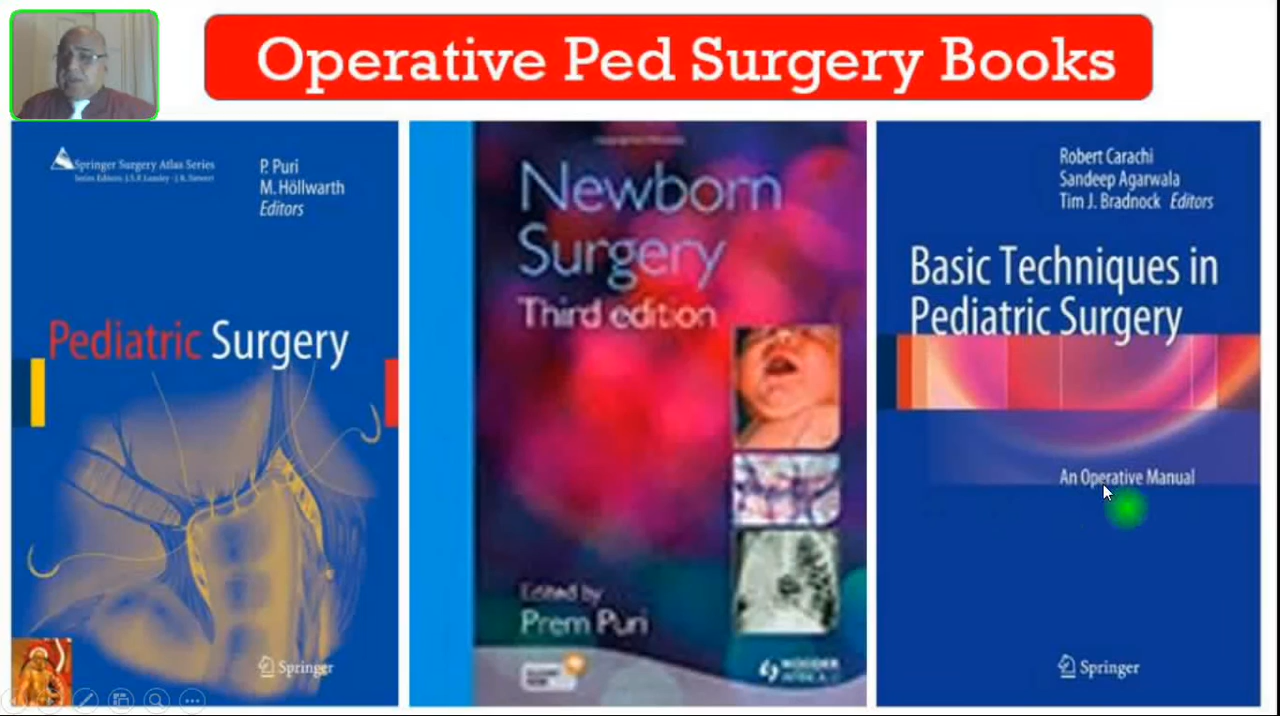 Operative Ped Surgery Books
Springer Surgery Atlas Series
P. Puri
M. Höllwarth
Editors
Pediatric Surgery
Springer
Newborn
Surgery
Third edition
Edited by
Prem Puri
HODDER
Robert Carachi
Sandeep Agarwala
Tim J. Bradnock Editors
Basic Techniques in
Pediatric Surgery
An Operative Manual
Springer